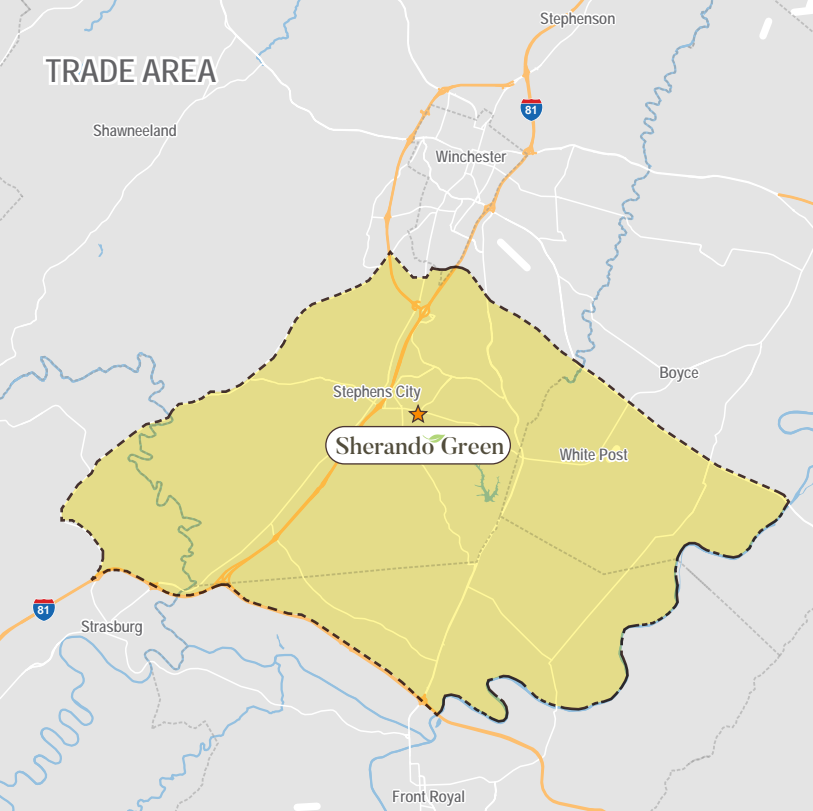 Stephenson
TRADE AREA
81
Shawneeland
Winchester
Boyce
Stephens City
Sherando Green
White Post
81
Strasburg
Front Royal